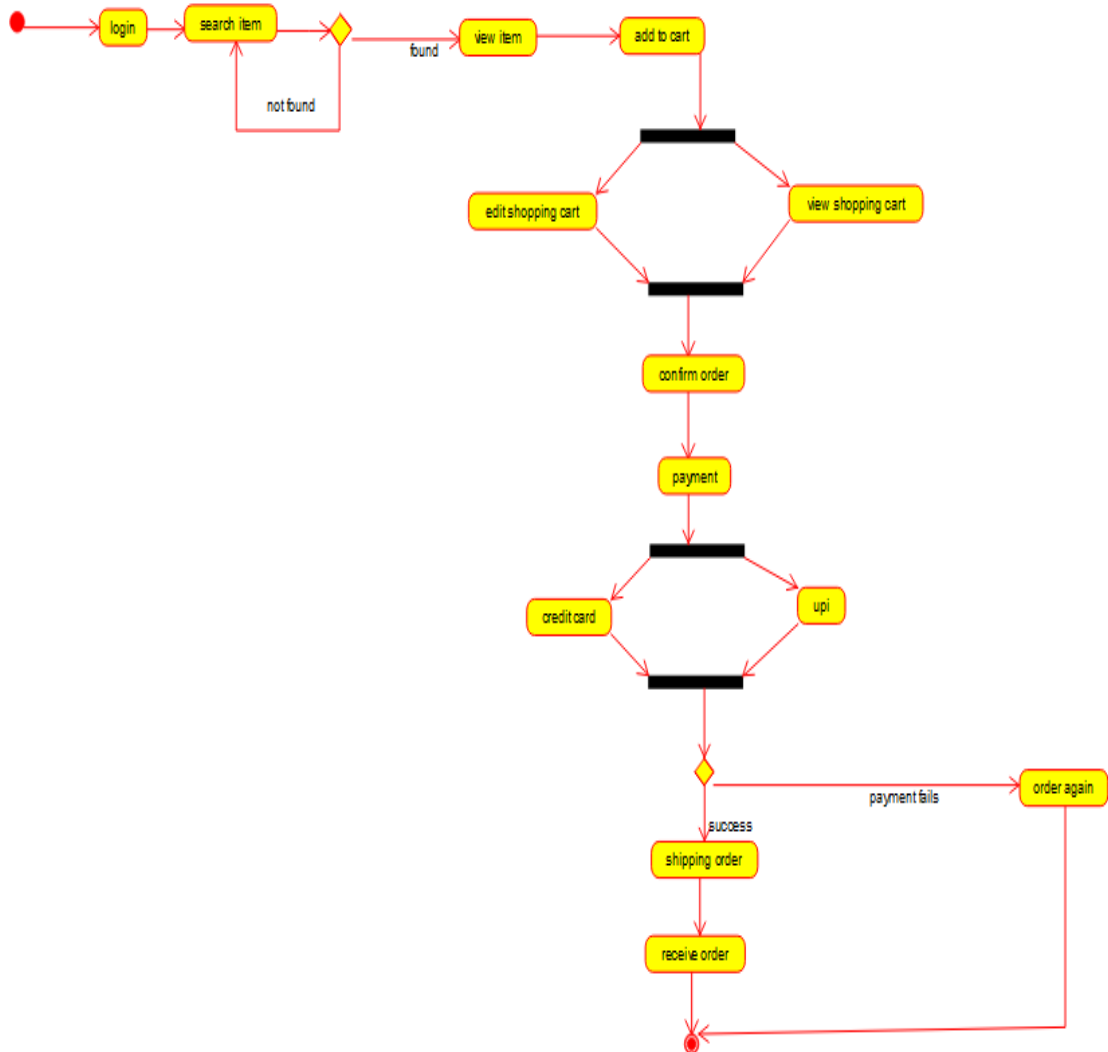 login
search item
found
view item
add to cart
not found
edit shopping cart
view shopping cart
confirm order
payment
credit card
upi
payment fails
order again
success
shipping order
receive order